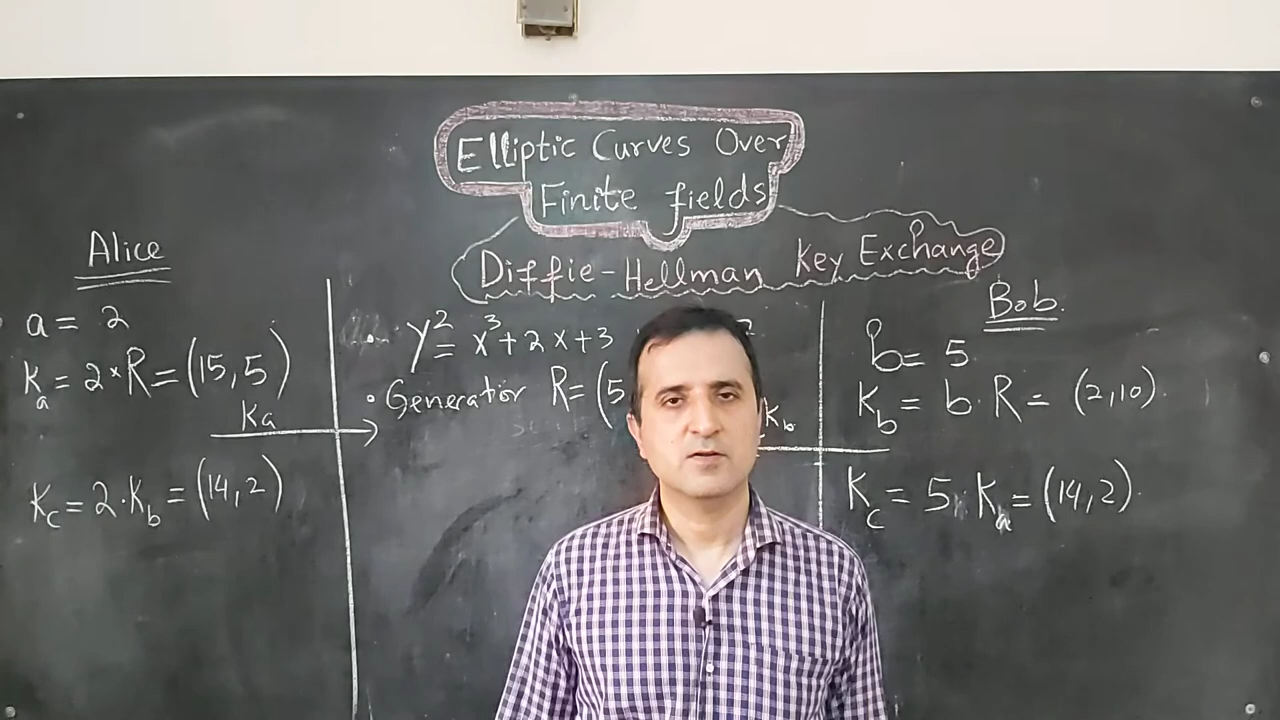 Elliptic Curves Over
Finite fields
Diffie-Hellman Key Exchange
Alice
a = 2
Ka = 2×R = (15,5)
Ka
Kc = 2·Kb = (14,2)
y² = x³+2x+3
Generator R = (5
Kb
Bob.
b = 5
Kb = b·R = (2,10).
Kc = 5·Ka = (14,2).